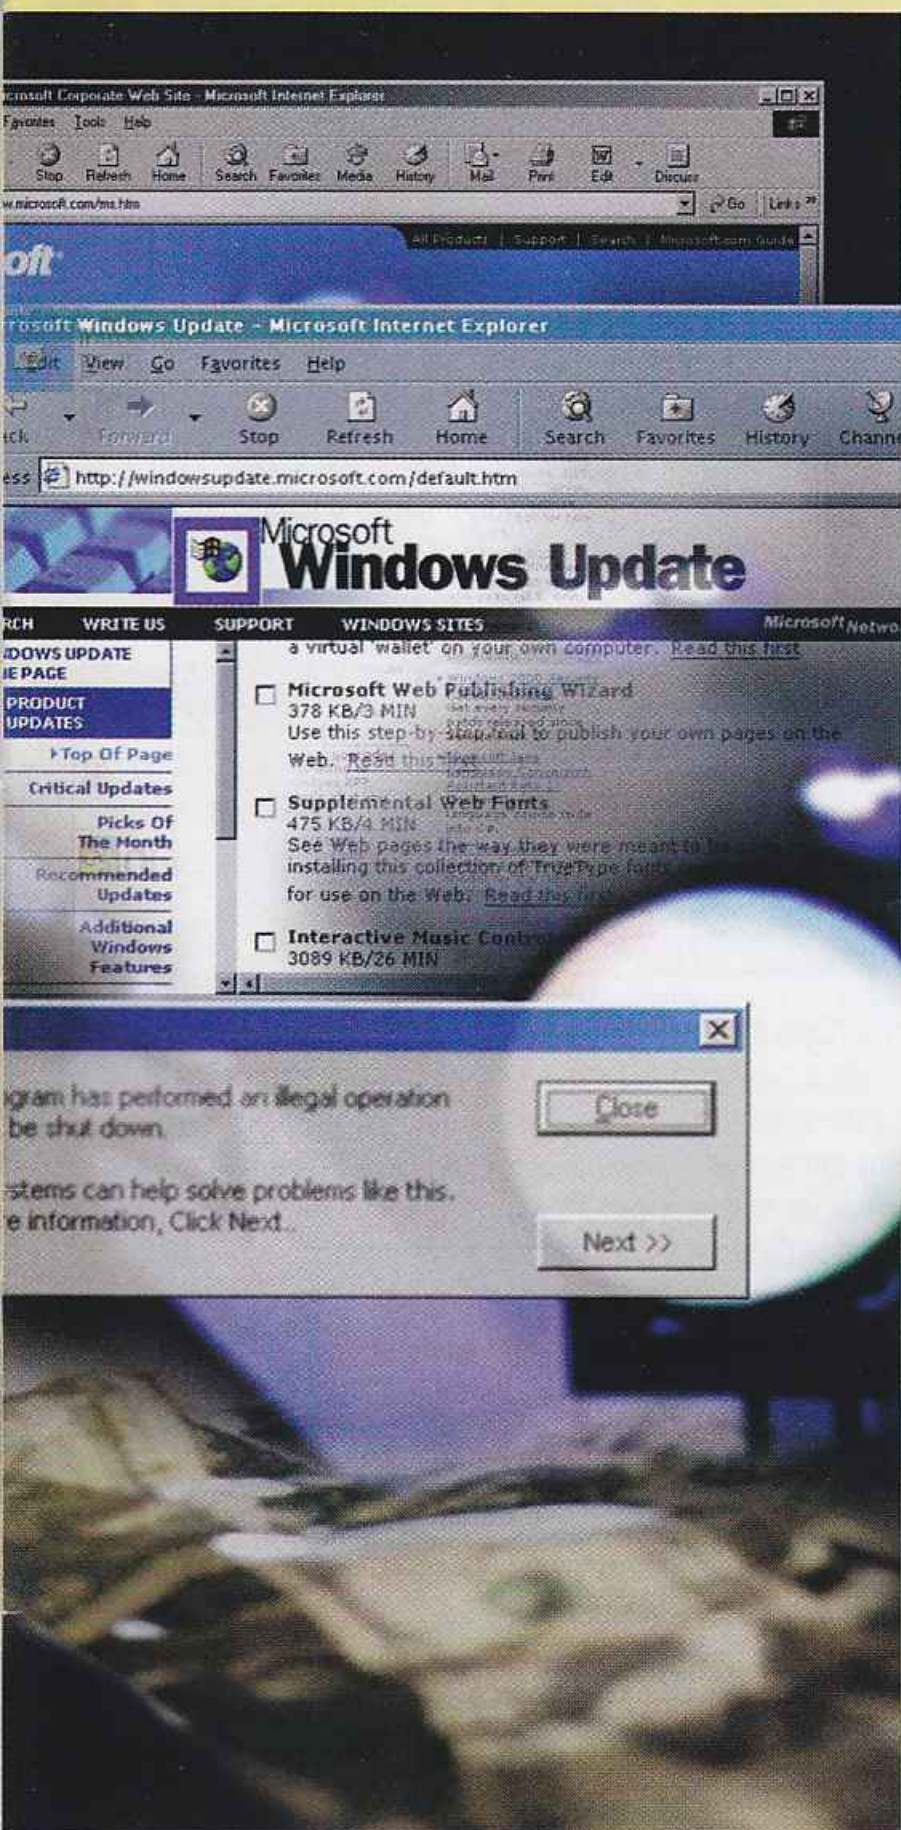 crosoft Corporate Web Site - Microsoft Internet Explorer
Favorites Tools Help
Stop Refresh Home Search Favorites Media History Mail Print Edit Discuss
w.microsoft.com/ms.htm Go Links »
All Products | Support | Search | Microsoft.com Guide
oft
rosoft Windows Update - Microsoft Internet Explorer
Edit View Go Favorites Help
ack Forward Stop Refresh Home Search Favorites History Channe
ess http://windowsupdate.microsoft.com/default.htm
Microsoft
Windows Update
RCH WRITE US SUPPORT WINDOWS SITES Microsoft Netwo
DOWS UPDATE
E PAGE
PRODUCT
UPDATES
Top Of Page
Critical Updates
Picks Of
The Month
Recommended
Updates
Additional
Windows
Features
a virtual 'wallet' on your own computer. Read this first
Microsoft Web Publishing Wizard
378 KB/3 MIN
Use this step-by-step tool to publish your own pages on the
Web. Read this first
Supplemental Web Fonts
475 KB/4 MIN
See Web pages the way they were meant to
installing this collection of TrueType fonts
for use on the Web. Read this first
Interactive Music Contro
3089 KB/26 MIN
gram has performed an illegal operation
be shut down.
stems can help solve problems like this.
e information, Click Next..
Close
Next >>